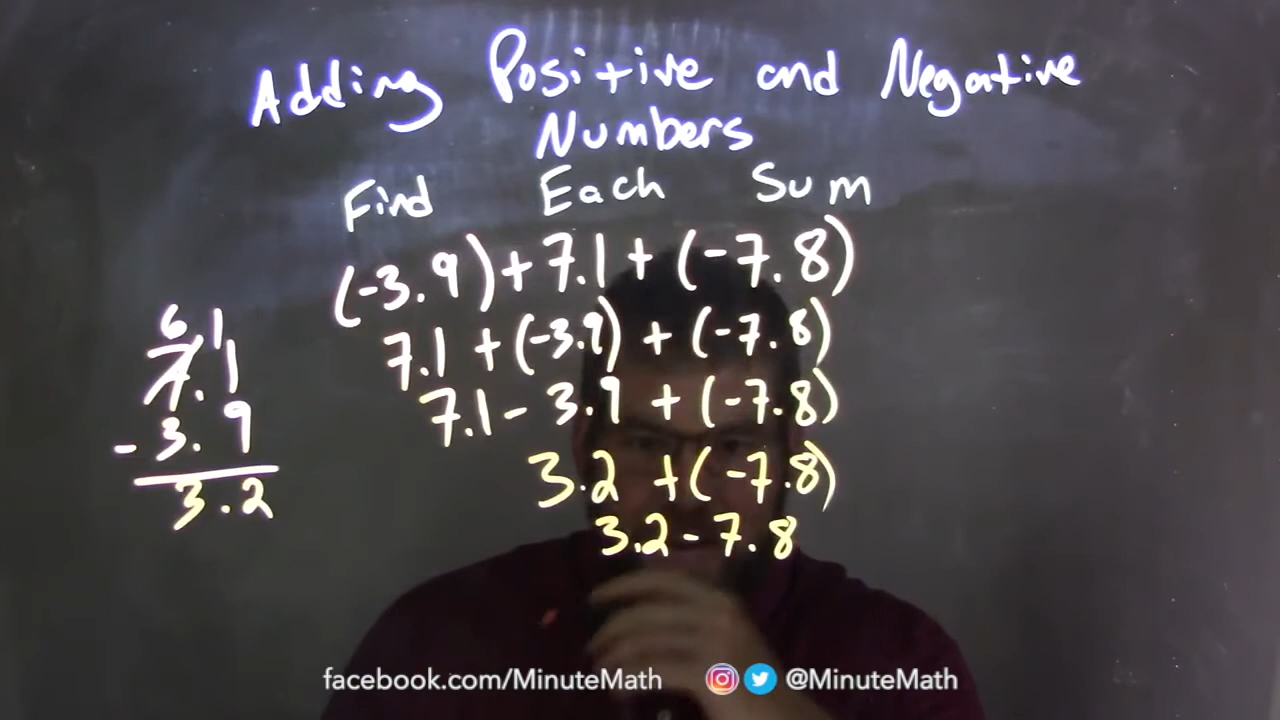 Adding Positive and Negative
Numbers
Find Each Sum
(-3.9)+7.1+(-7.8)
7.1+(-3.9)+(-7.8)
7.1-3.9+(-7.8)
3.2+(-7.8)
3.2-7.8
6 1
7.1
-3.9
3.2
facebook.com/MinuteMath @MinuteMath